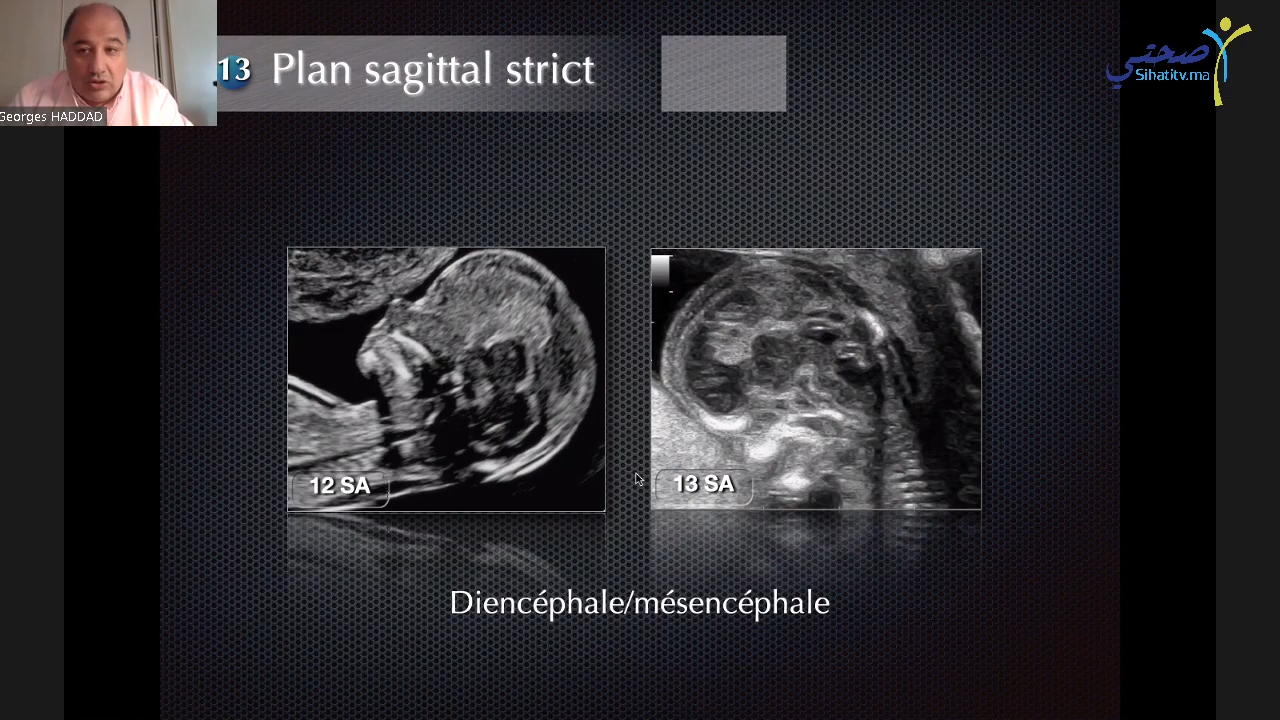 13 Plan sagittal strict
صحتي
Sihatitv.ma
Georges HADDAD
12 SA
13 SA
Diencéphale/mésencéphale